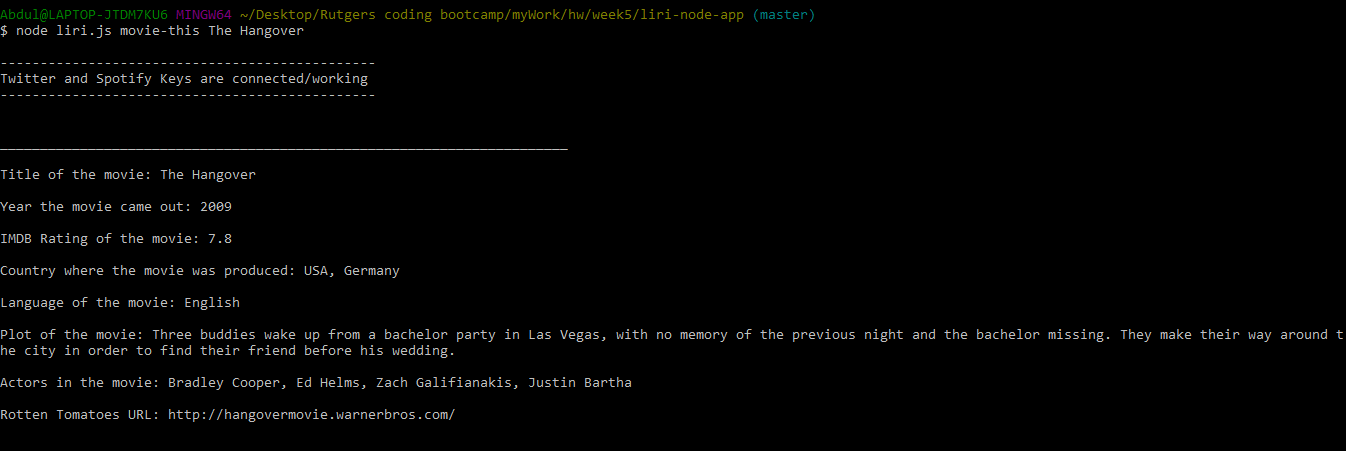 Abdul@LAPTOP-JTDM7KU6 MINGW64 ~/Desktop/Rutgers coding bootcamp/myWork/hw/week5/liri-node-app (master)
$ node liri.js movie-this The Hangover
-----------------------------------------------
Twitter and Spotify Keys are connected/working
-----------------------------------------------
_______________________________________________________________________
Title of the movie: The Hangover
Year the movie came out: 2009
IMDB Rating of the movie: 7.8
Country where the movie was produced: USA, Germany
Language of the movie: English
Plot of the movie: Three buddies wake up from a bachelor party in Las Vegas, with no memory of the previous night and the bachelor missing. They make their way around t
he city in order to find their friend before his wedding.
Actors in the movie: Bradley Cooper, Ed Helms, Zach Galifianakis, Justin Bartha
Rotten Tomatoes URL: http://hangovermovie.warnerbros.com/